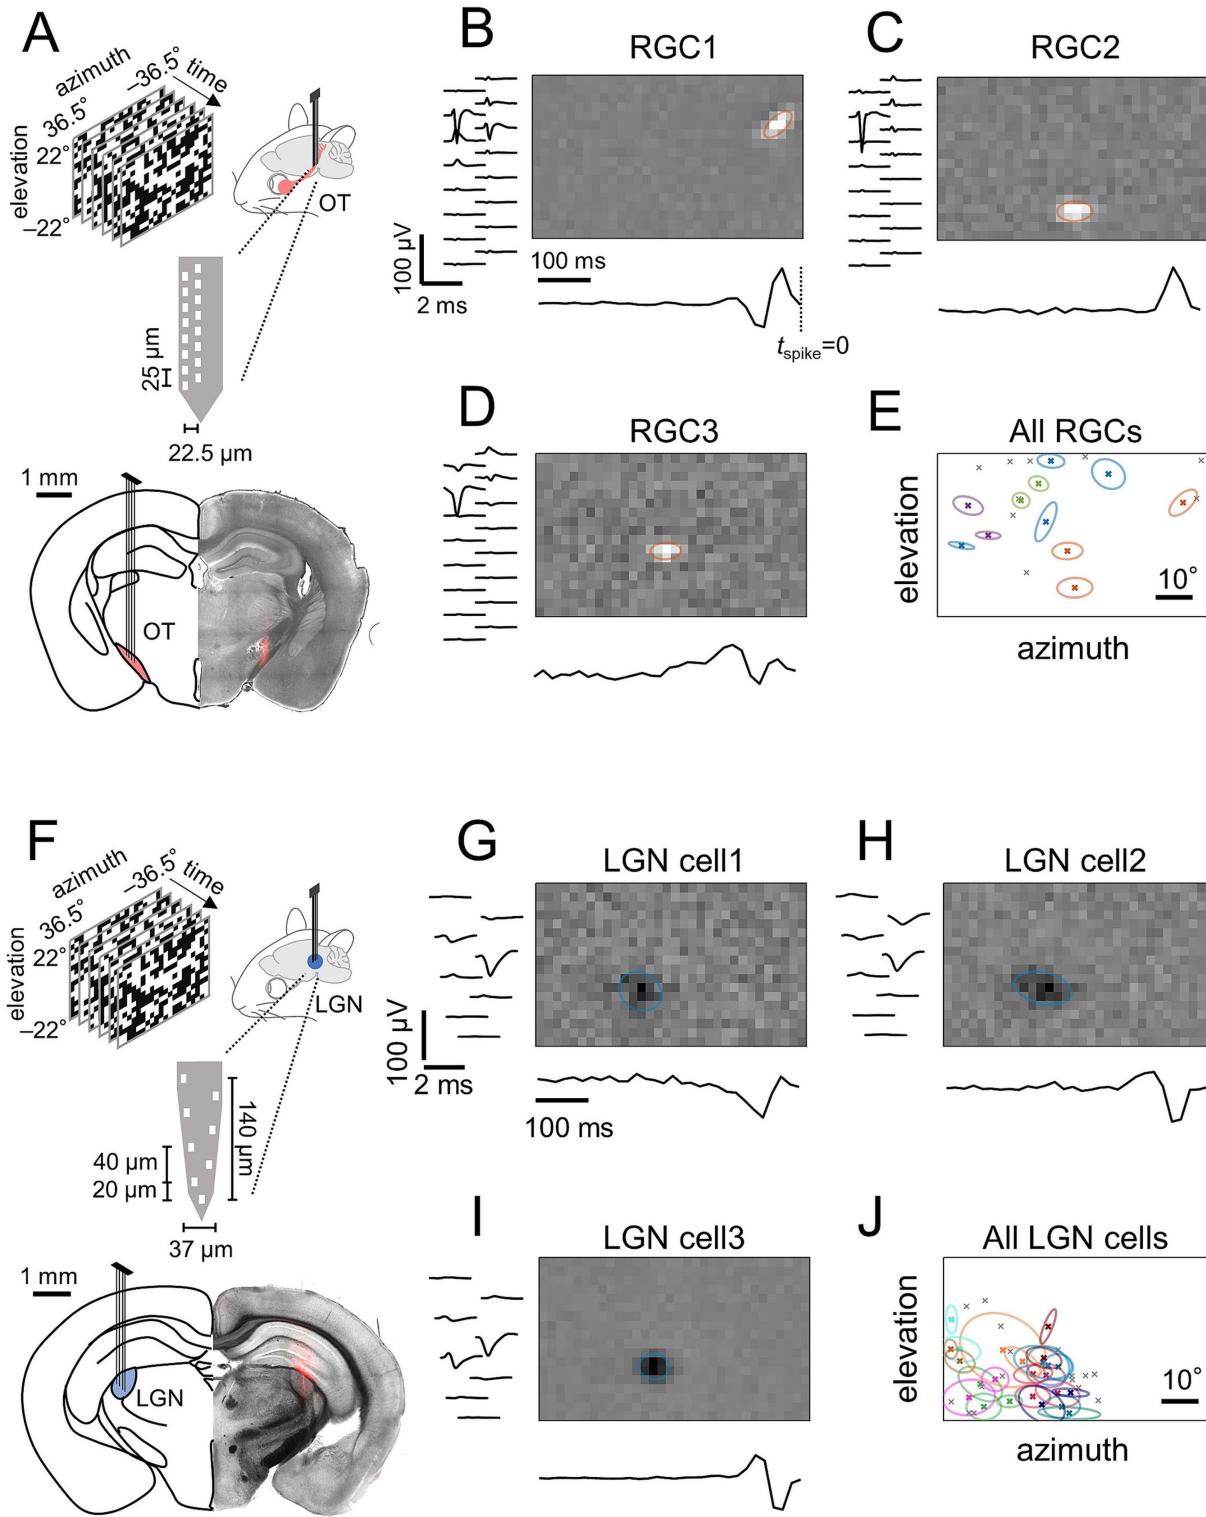 A
azimuth
–36.5°
time
36.5°
elevation
22°
–22°
OT
25 µm
22.5 µm
1 mm
OT
B
RGC1
100 µV
2 ms
100 ms
tspike=0
C
RGC2
D
RGC3
E
All RGCs
elevation
10°
azimuth
F
azimuth
–36.5°
time
36.5°
elevation
22°
–22°
LGN
140 µm
40 µm
20 µm
37 µm
1 mm
LGN
G
LGN cell1
100 µV
2 ms
100 ms
H
LGN cell2
I
LGN cell3
J
All LGN cells
elevation
10°
azimuth